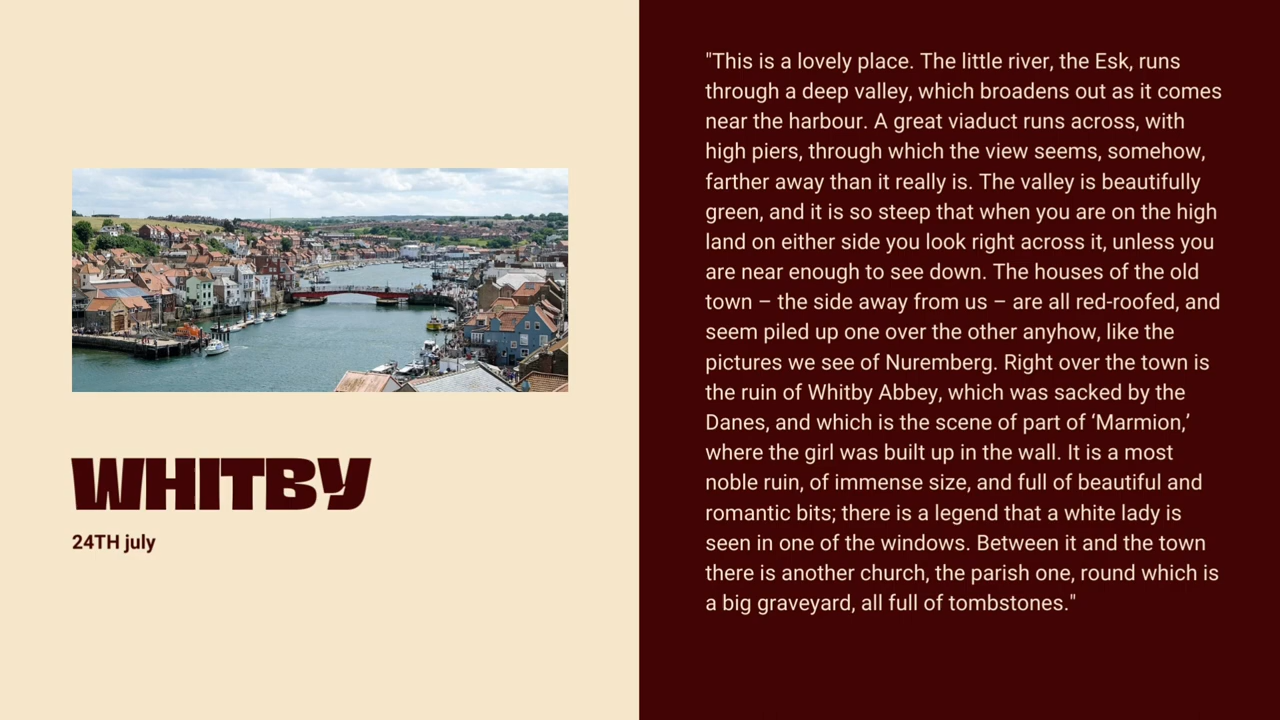 WHITBY
24TH july
"This is a lovely place. The little river, the Esk, runs
through a deep valley, which broadens out as it comes
near the harbour. A great viaduct runs across, with
high piers, through which the view seems, somehow,
farther away than it really is. The valley is beautifully
green, and it is so steep that when you are on the high
land on either side you look right across it, unless you
are near enough to see down. The houses of the old
town – the side away from us – are all red-roofed, and
seem piled up one over the other anyhow, like the
pictures we see of Nuremberg. Right over the town is
the ruin of Whitby Abbey, which was sacked by the
Danes, and which is the scene of part of ‘Marmion,’
where the girl was built up in the wall. It is a most
noble ruin, of immense size, and full of beautiful and
romantic bits; there is a legend that a white lady is
seen in one of the windows. Between it and the town
there is another church, the parish one, round which is
a big graveyard, all full of tombstones."